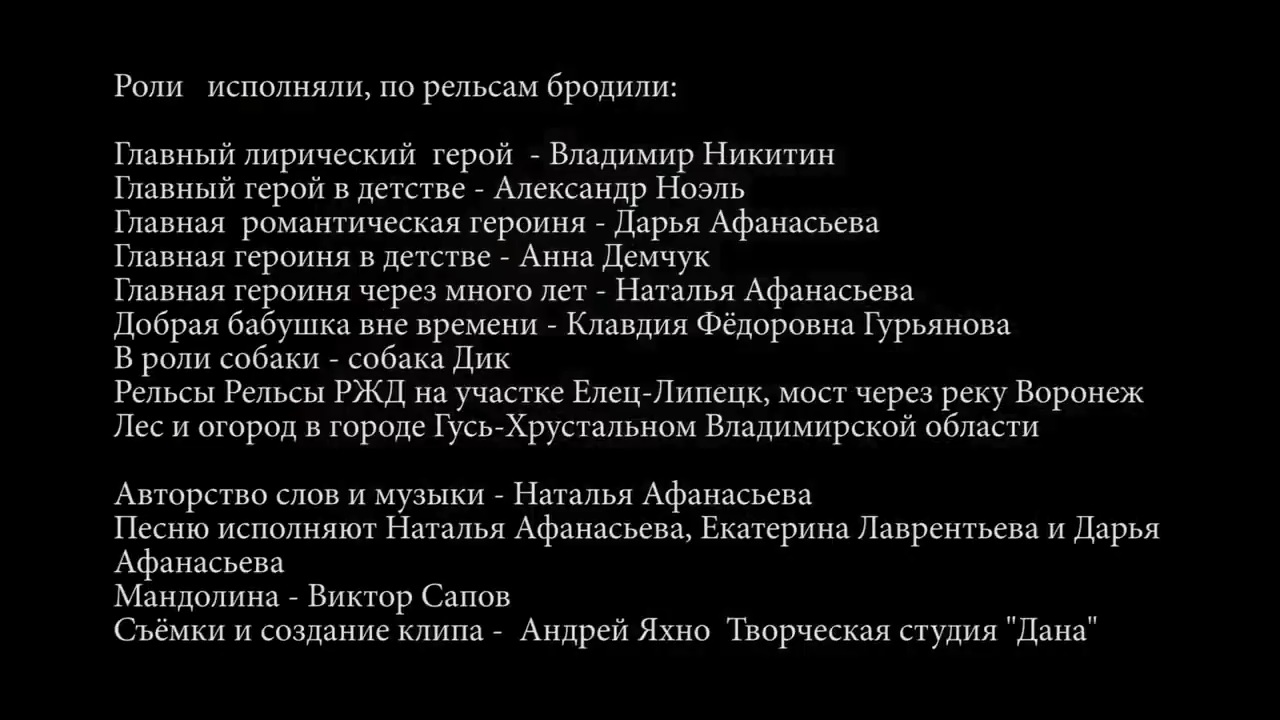 Роли исполняли, по рельсам бродили:
Главный лирический герой - Владимир Никитин
Главный герой в детстве - Александр Ноэль
Главная романтическая героиня - Дарья Афанасьева
Главная героиня в детстве - Анна Демчук
Главная героиня через много лет - Наталья Афанасьева
Добрая бабушка вне времени - Клавдия Фёдоровна Гурьянова
В роли собаки - собака Дик
Рельсы Рельсы РЖД на участке Елец-Липецк, мост через реку Воронеж
Лес и огород в городе Гусь-Хрустальном Владимирской области
Авторство слов и музыки - Наталья Афанасьева
Песню исполняют Наталья Афанасьева, Екатерина Лаврентьева и Дарья
Афанасьева
Мандолина - Виктор Сапов
Съёмки и создание клипа - Андрей Яхно Творческая студия "Дана"